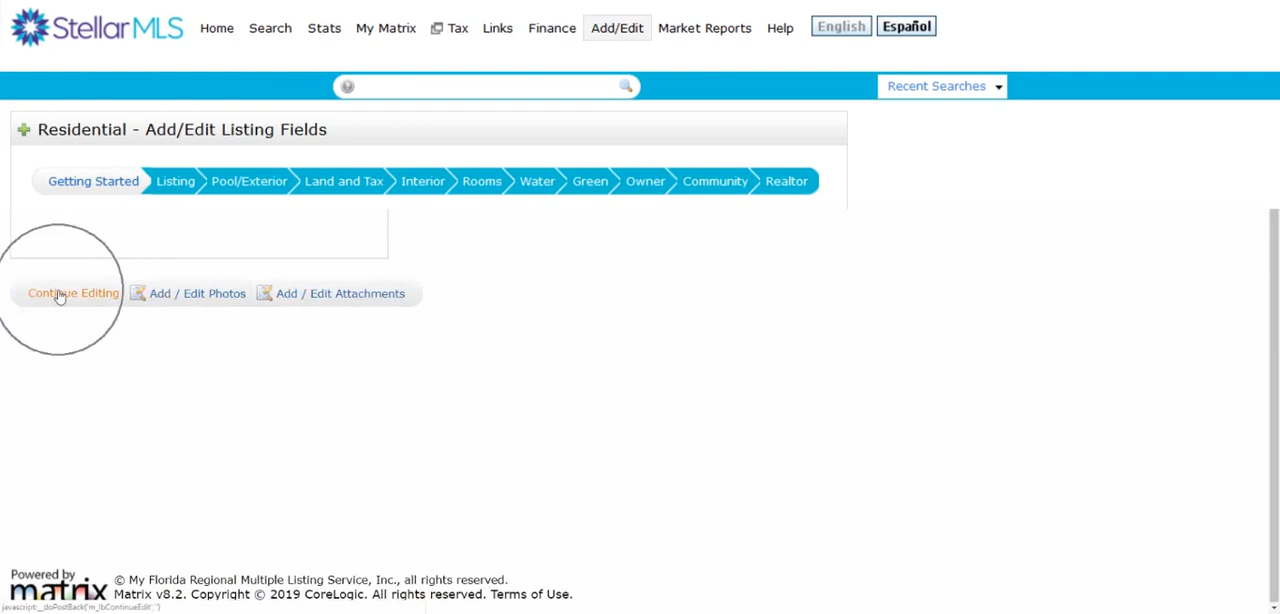 StellarMLS
Home Search Stats My Matrix Tax Links Finance Add/Edit Market Reports Help English Español
Recent Searches
Residential - Add/Edit Listing Fields
Getting Started Listing Pool/Exterior Land and Tax Interior Rooms Water Green Owner Community Realtor
Continue Editing Add / Edit Photos Add / Edit Attachments
Powered by
matrix
© My Florida Regional Multiple Listing Service, Inc., all rights reserved.
Matrix v8.2. Copyright © 2019 CoreLogic. All rights reserved. Terms of Use.
javascript:__doPostBack('m_lbContinueEdit','')